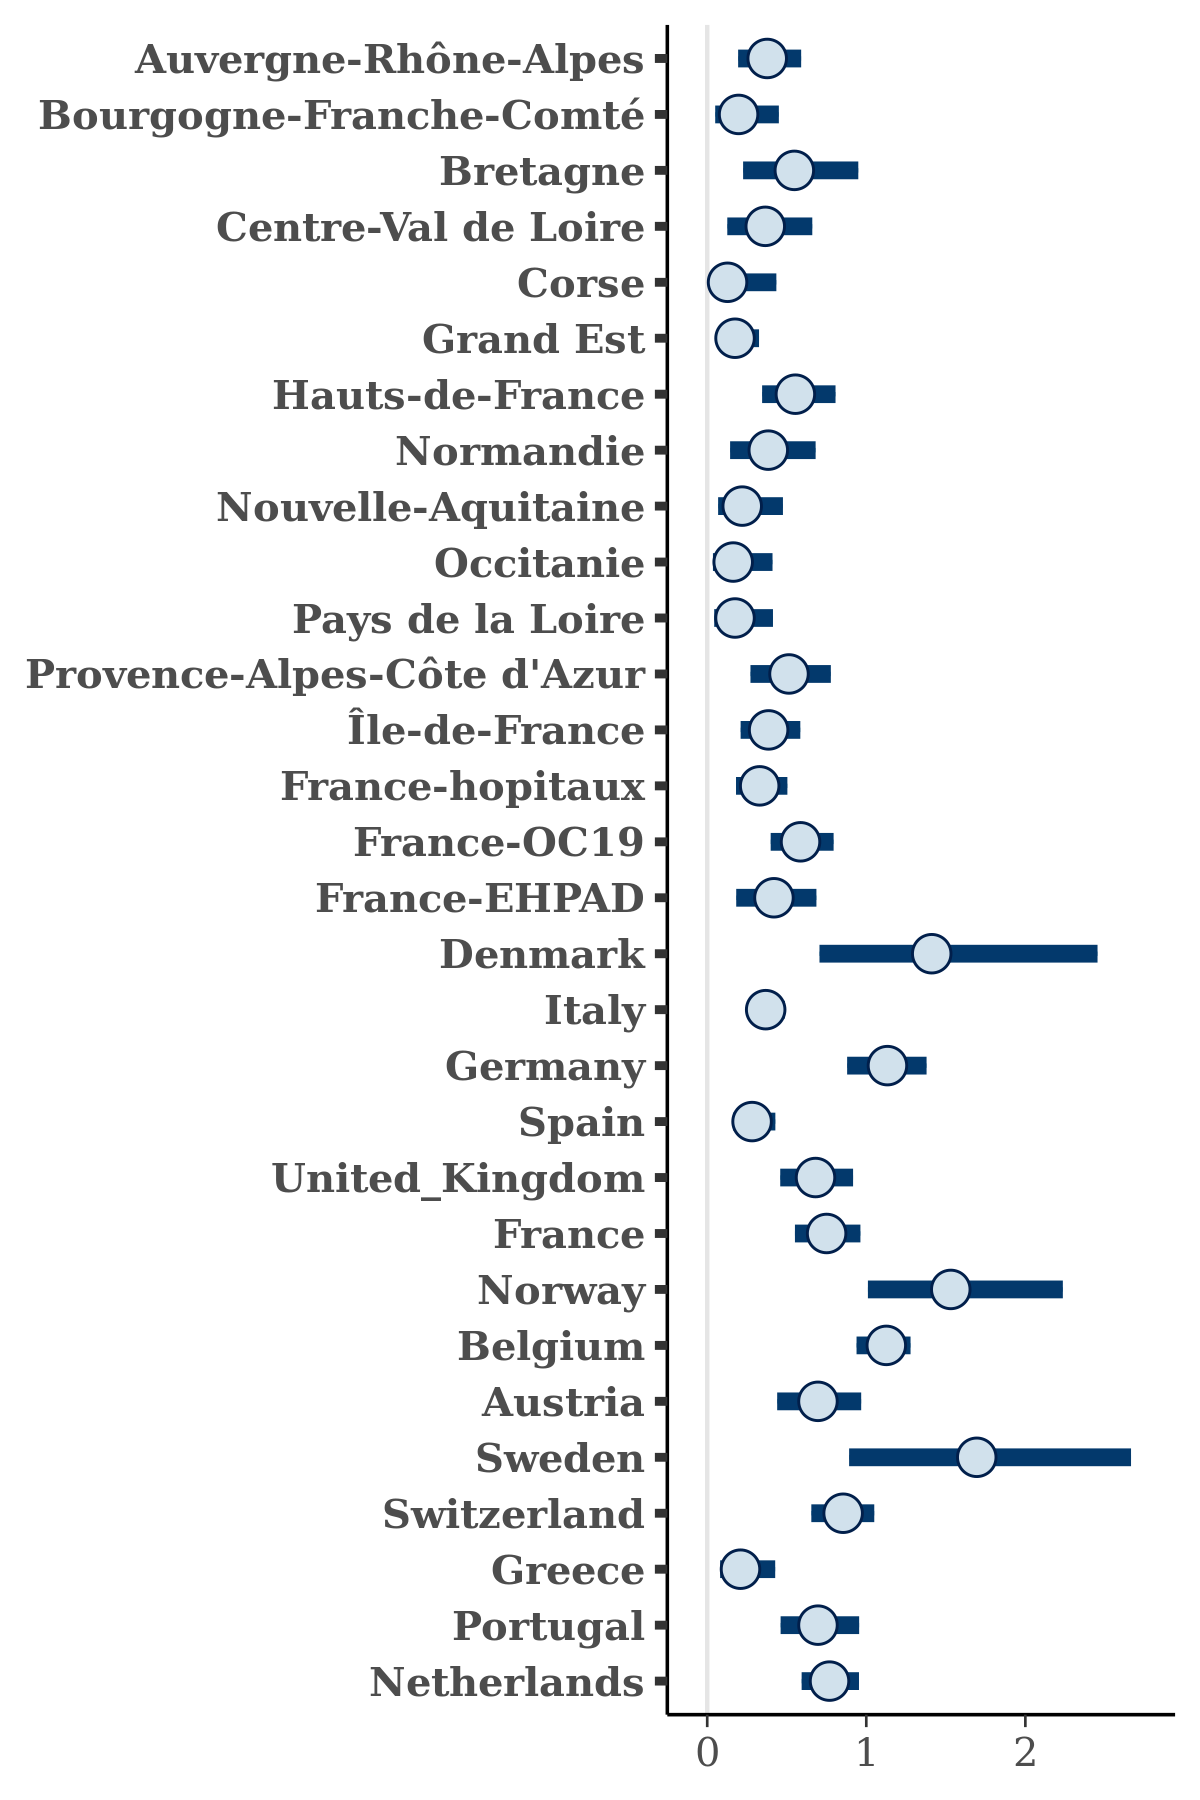 Auvergne-Rhône-Alpes
Bourgogne-Franche-Comté
Bretagne
Centre-Val de Loire
Corse
Grand Est
Hauts-de-France
Normandie
Nouvelle-Aquitaine
Occitanie
Pays de la Loire
Provence-Alpes-Côte d'Azur
Île-de-France
France-hopitaux
France-OC19
France-EHPAD
Denmark
Italy
Germany
Spain
United_Kingdom
France
Norway
Belgium
Austria
Sweden
Switzerland
Greece
Portugal
Netherlands
0 1 2